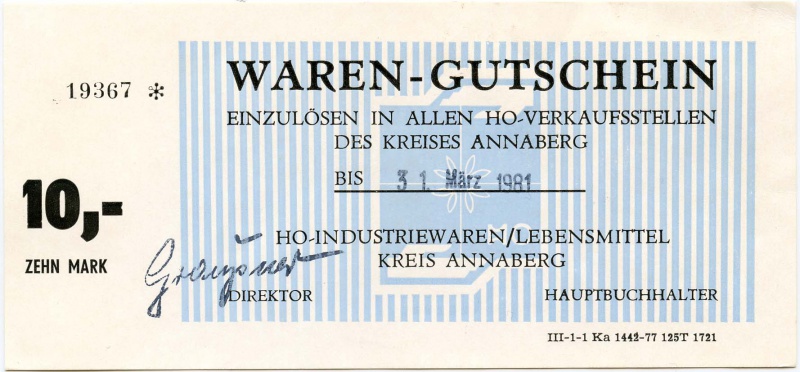 19367 *
WAREN-GUTSCHEIN
EINZULÖSEN IN ALLEN HO-VERKAUFSSTELLEN
DES KREISES ANNABERG
BIS 31. März 1981
10,-
ZEHN MARK
HO
HO-INDUSTRIEWAREN/LEBENSMITTEL
KREIS ANNABERG
DIREKTOR HAUPTBUCHHALTER
III-1-1 Ka 1442-77 125T 1721